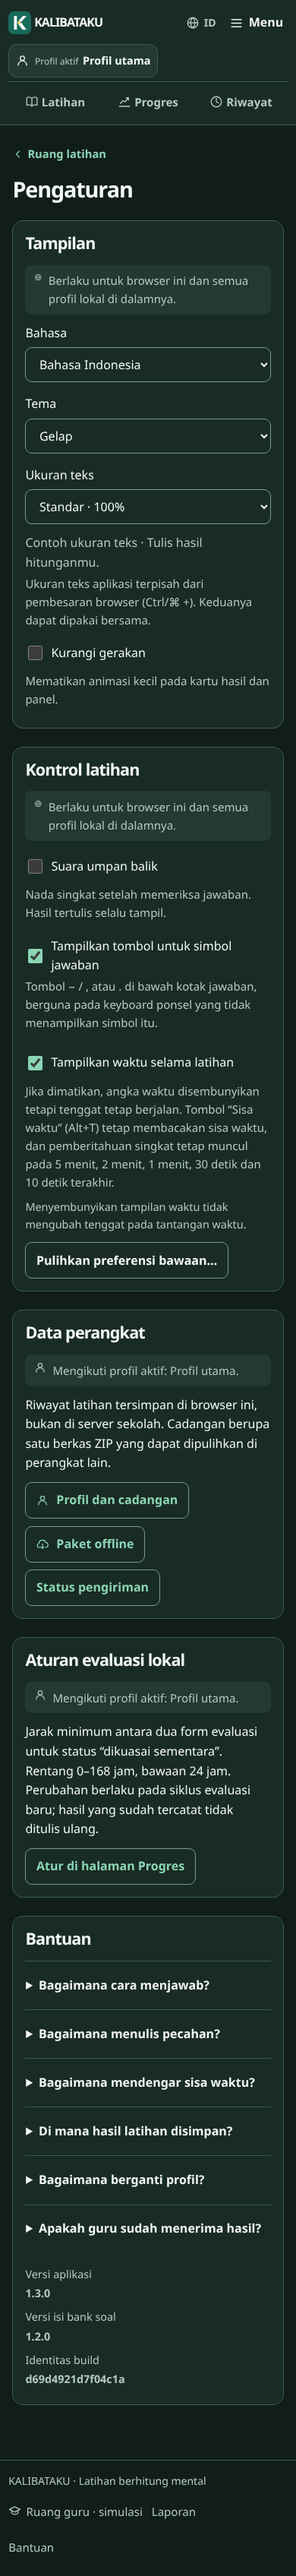 KALIBATAKU
ID
Menu
Profil aktif Profil utama
Latihan
Progres
Riwayat
Ruang latihan
Pengaturan
Tampilan
Berlaku untuk browser ini dan semua
profil lokal di dalamnya.
Bahasa
Bahasa Indonesia
Tema
Gelap
Ukuran teks
Standar · 100%
Contoh ukuran teks · Tulis hasil
hitunganmu.
Ukuran teks aplikasi terpisah dari
pembesaran browser (Ctrl/⌘ +). Keduanya
dapat dipakai bersama.
Kurangi gerakan
Mematikan animasi kecil pada kartu hasil dan
panel.
Kontrol latihan
Berlaku untuk browser ini dan semua
profil lokal di dalamnya.
Suara umpan balik
Nada singkat setelah memeriksa jawaban.
Hasil tertulis selalu tampil.
Tampilkan tombol untuk simbol
jawaban
Tombol − / , atau . di bawah kotak jawaban,
berguna pada keyboard ponsel yang tidak
menampilkan simbol itu.
Tampilkan waktu selama latihan
Jika dimatikan, angka waktu disembunyikan
tetapi tenggat tetap berjalan. Tombol “Sisa
waktu” (Alt+T) tetap membacakan sisa waktu,
dan pemberitahuan singkat tetap muncul
pada 5 menit, 2 menit, 1 menit, 30 detik dan
10 detik terakhir.
Menyembunyikan tampilan waktu tidak
mengubah tenggat pada tantangan waktu.
Pulihkan preferensi bawaan...
Data perangkat
Mengikuti profil aktif: Profil utama.
Riwayat latihan tersimpan di browser ini,
bukan di server sekolah. Cadangan berupa
satu berkas ZIP yang dapat dipulihkan di
perangkat lain.
Profil dan cadangan
Paket offline
Status pengiriman
Aturan evaluasi lokal
Mengikuti profil aktif: Profil utama.
Jarak minimum antara dua form evaluasi
untuk status “dikuasai sementara”.
Rentang 0–168 jam, bawaan 24 jam.
Perubahan berlaku pada siklus evaluasi
baru; hasil yang sudah tercatat tidak
ditulis ulang.
Atur di halaman Progres
Bantuan
Bagaimana cara menjawab?
Bagaimana menulis pecahan?
Bagaimana mendengar sisa waktu?
Di mana hasil latihan disimpan?
Bagaimana berganti profil?
Apakah guru sudah menerima hasil?
Versi aplikasi
1.3.0
Versi isi bank soal
1.2.0
Identitas build
d69d4921d7f04c1a
KALIBATAKU · Latihan berhitung mental
Ruang guru · simulasi Laporan
Bantuan